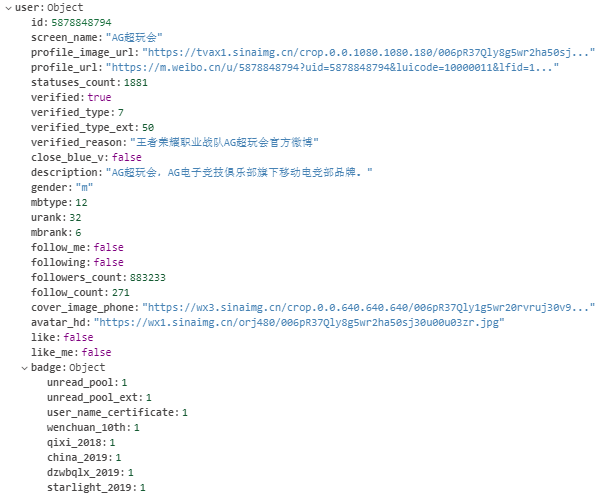 user:Object
id:5878848794
screen_name:"AG超玩会"
profile_image_url:"https://tvax1.sinaimg.cn/crop.0.0.1080.1080.180/006pR37Qly8g5wr2ha50sj..."
profile_url:"https://m.weibo.cn/u/5878848794?uid=5878848794&luicode=10000011&lfid=1..."
statuses_count:1881
verified:true
verified_type:7
verified_type_ext:50
verified_reason:"王者荣耀职业战队AG超玩会官方微博"
close_blue_v:false
description:"AG超玩会，AG电子竞技俱乐部旗下移动电竞部品牌。"
gender:"m"
mbtype:12
urank:32
mbrank:6
follow_me:false
following:false
followers_count:883233
follow_count:271
cover_image_phone:"https://wx3.sinaimg.cn/crop.0.0.640.640.640/006pR37Qly1g5wr20rvruj30v9..."
avatar_hd:"https://wx1.sinaimg.cn/orj480/006pR37Qly8g5wr2ha50sj30u00u03zr.jpg"
like:false
like_me:false
badge:Object
unread_pool:1
unread_pool_ext:1
user_name_certificate:1
wenchuan_10th:1
qixi_2018:1
china_2019:1
dzwbqlx_2019:1
starlight_2019:1